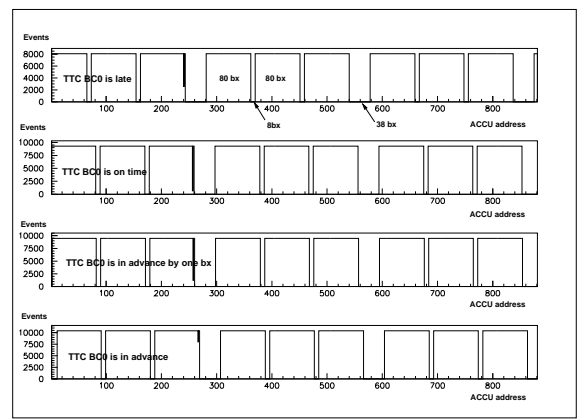 Events
8000
6000
4000
2000
0
TTC BC0 is late
80 bx
80 bx
100 200 300 400 500 600 700 800
8bx
38 bx
ACCU address
Events
10000
7500
5000
2500
0
TTC BC0 is on time
100 200 300 400 500 600 700 800
ACCU address
Events
10000
7500
5000
2500
0
TTC BC0 is in advance by one bx
100 200 300 400 500 600 700 800
ACCU address
Events
10000
7500
5000
2500
0
TTC BC0 is in advance
100 200 300 400 500 600 700 800
ACCU address